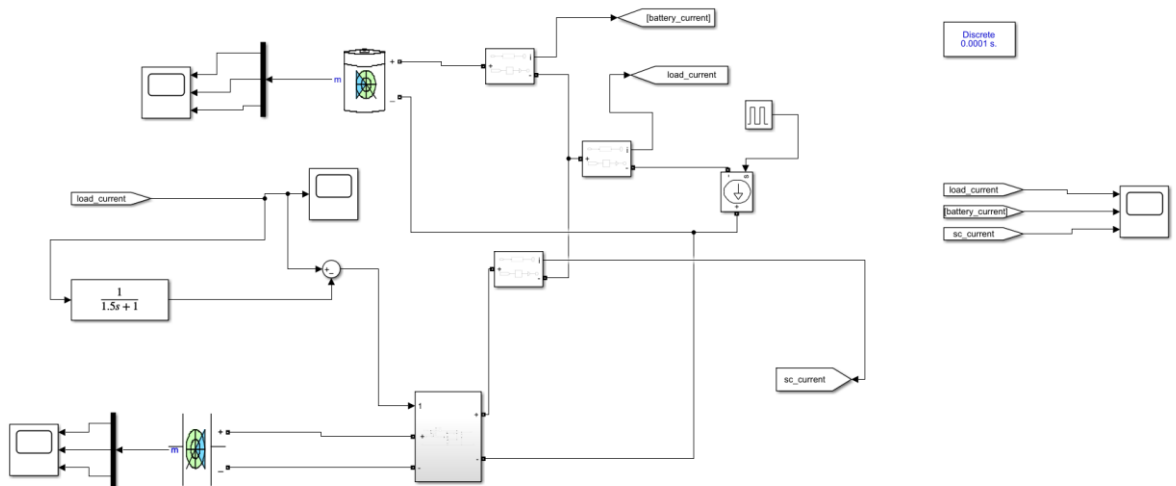 [battery_current]
Discrete
0.0001 s.
load_current
m
+
_
+
i
-
+
i
-
-
s
+
load_current
load_current
[battery_current]
sc_current
+
-
+
i
-
1
1.5s + 1
sc_current
1
+
+
-
-
m
+
_